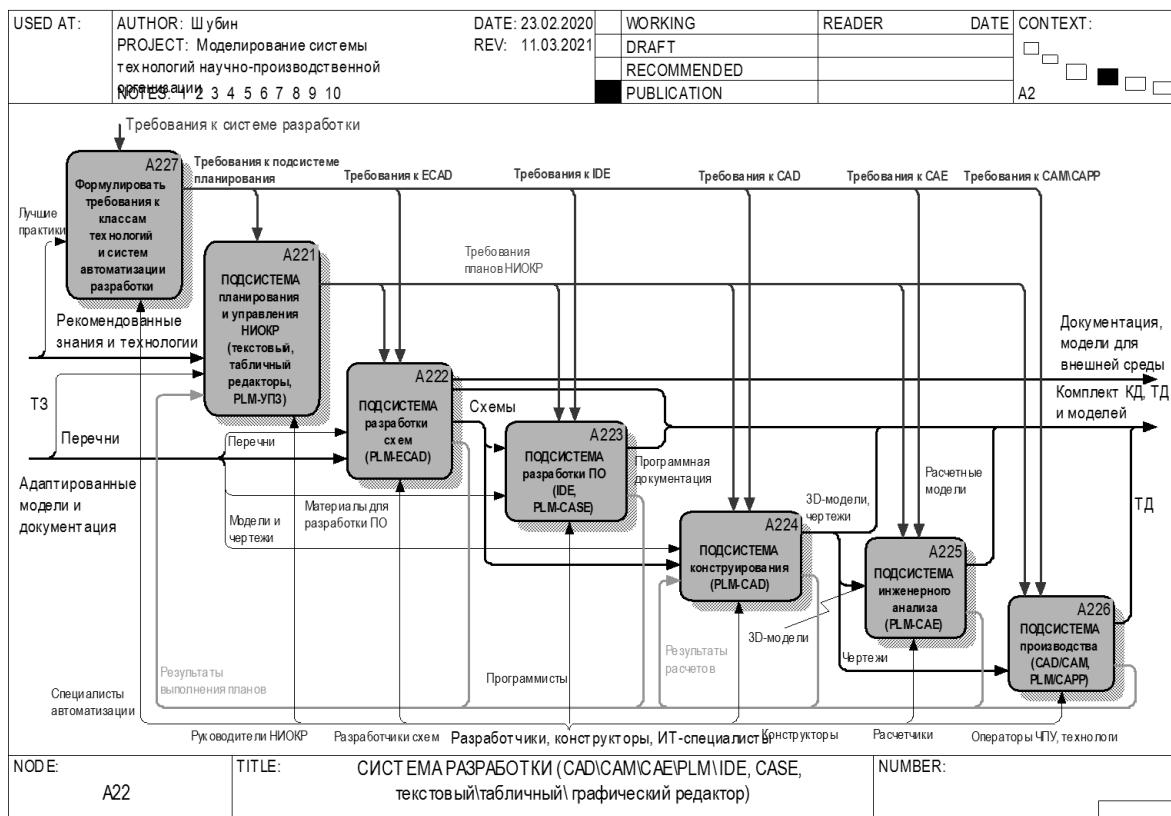 USED AT:
AUTHOR: Шубин
DATE: 23.02.2020
PROJECT: Моделирование системы
технологий научно-производственной
организации
REV: 11.03.2021
NOTES: 1 2 3 4 5 6 7 8 9 10
WORKING
DRAFT
RECOMMENDED
PUBLICATION
READER
DATE
CONTEXT:
A2
Требования к системе разработки
A227
Формулировать
требования к
классам
технологий
и систем
автоматизации
разработки
Требования к подсистеме
планирования
Требования к ECAD
Требования к IDE
Требования к CAD
Требования к CAE
Требования к CAM\CAPP
Лучшие
практики
A221
ПОДСИСТЕМА
планирования
и управления
НИОКР
(текстовый,
табличный
редакторы,
PLM-УПЗ)
Требования
планов НИОКР
Рекомендованные
знания и технологии
Документация,
модели для
внешней среды
Комплект КД, ТД
и моделей
ТЗ
Перечни
Адаптированные
модели и
документация
A222
ПОДСИСТЕМА
разработки
схем
(PLM-ECAD)
Схемы
Перечни
A223
ПОДСИСТЕМА
разработки ПО
(IDE,
PLM-CASE)
Программная
документация
Материалы для
разработки ПО
Модели и
чертежи
3D-модели,
чертежи
Расчетные
модели
ТД
A224
ПОДСИСТЕМА
конструирования
(PLM-CAD)
A225
ПОДСИСТЕМА
инженерного
анализа
(PLM-CAE)
A226
ПОДСИСТЕМА
производства
(CAD/CAM,
PLM/CAPP)
3D-модели
Чертежи
Результаты
расчетов
Результаты
выполнения планов
Программисты
Специалисты
автоматизации
Руководители НИОКР
Разработчики схем
Разработчики, конструкторы, ИТ-специалисты
Конструкторы
Расчетчики
Операторы ЧПУ, технологи
NODE:
A22
TITLE:
СИСТЕМА РАЗРАБОТКИ (CAD\CAM\CAE\PLM\IDE, CASE,
текстовый\табличный\ графический редактор)
NUMBER: